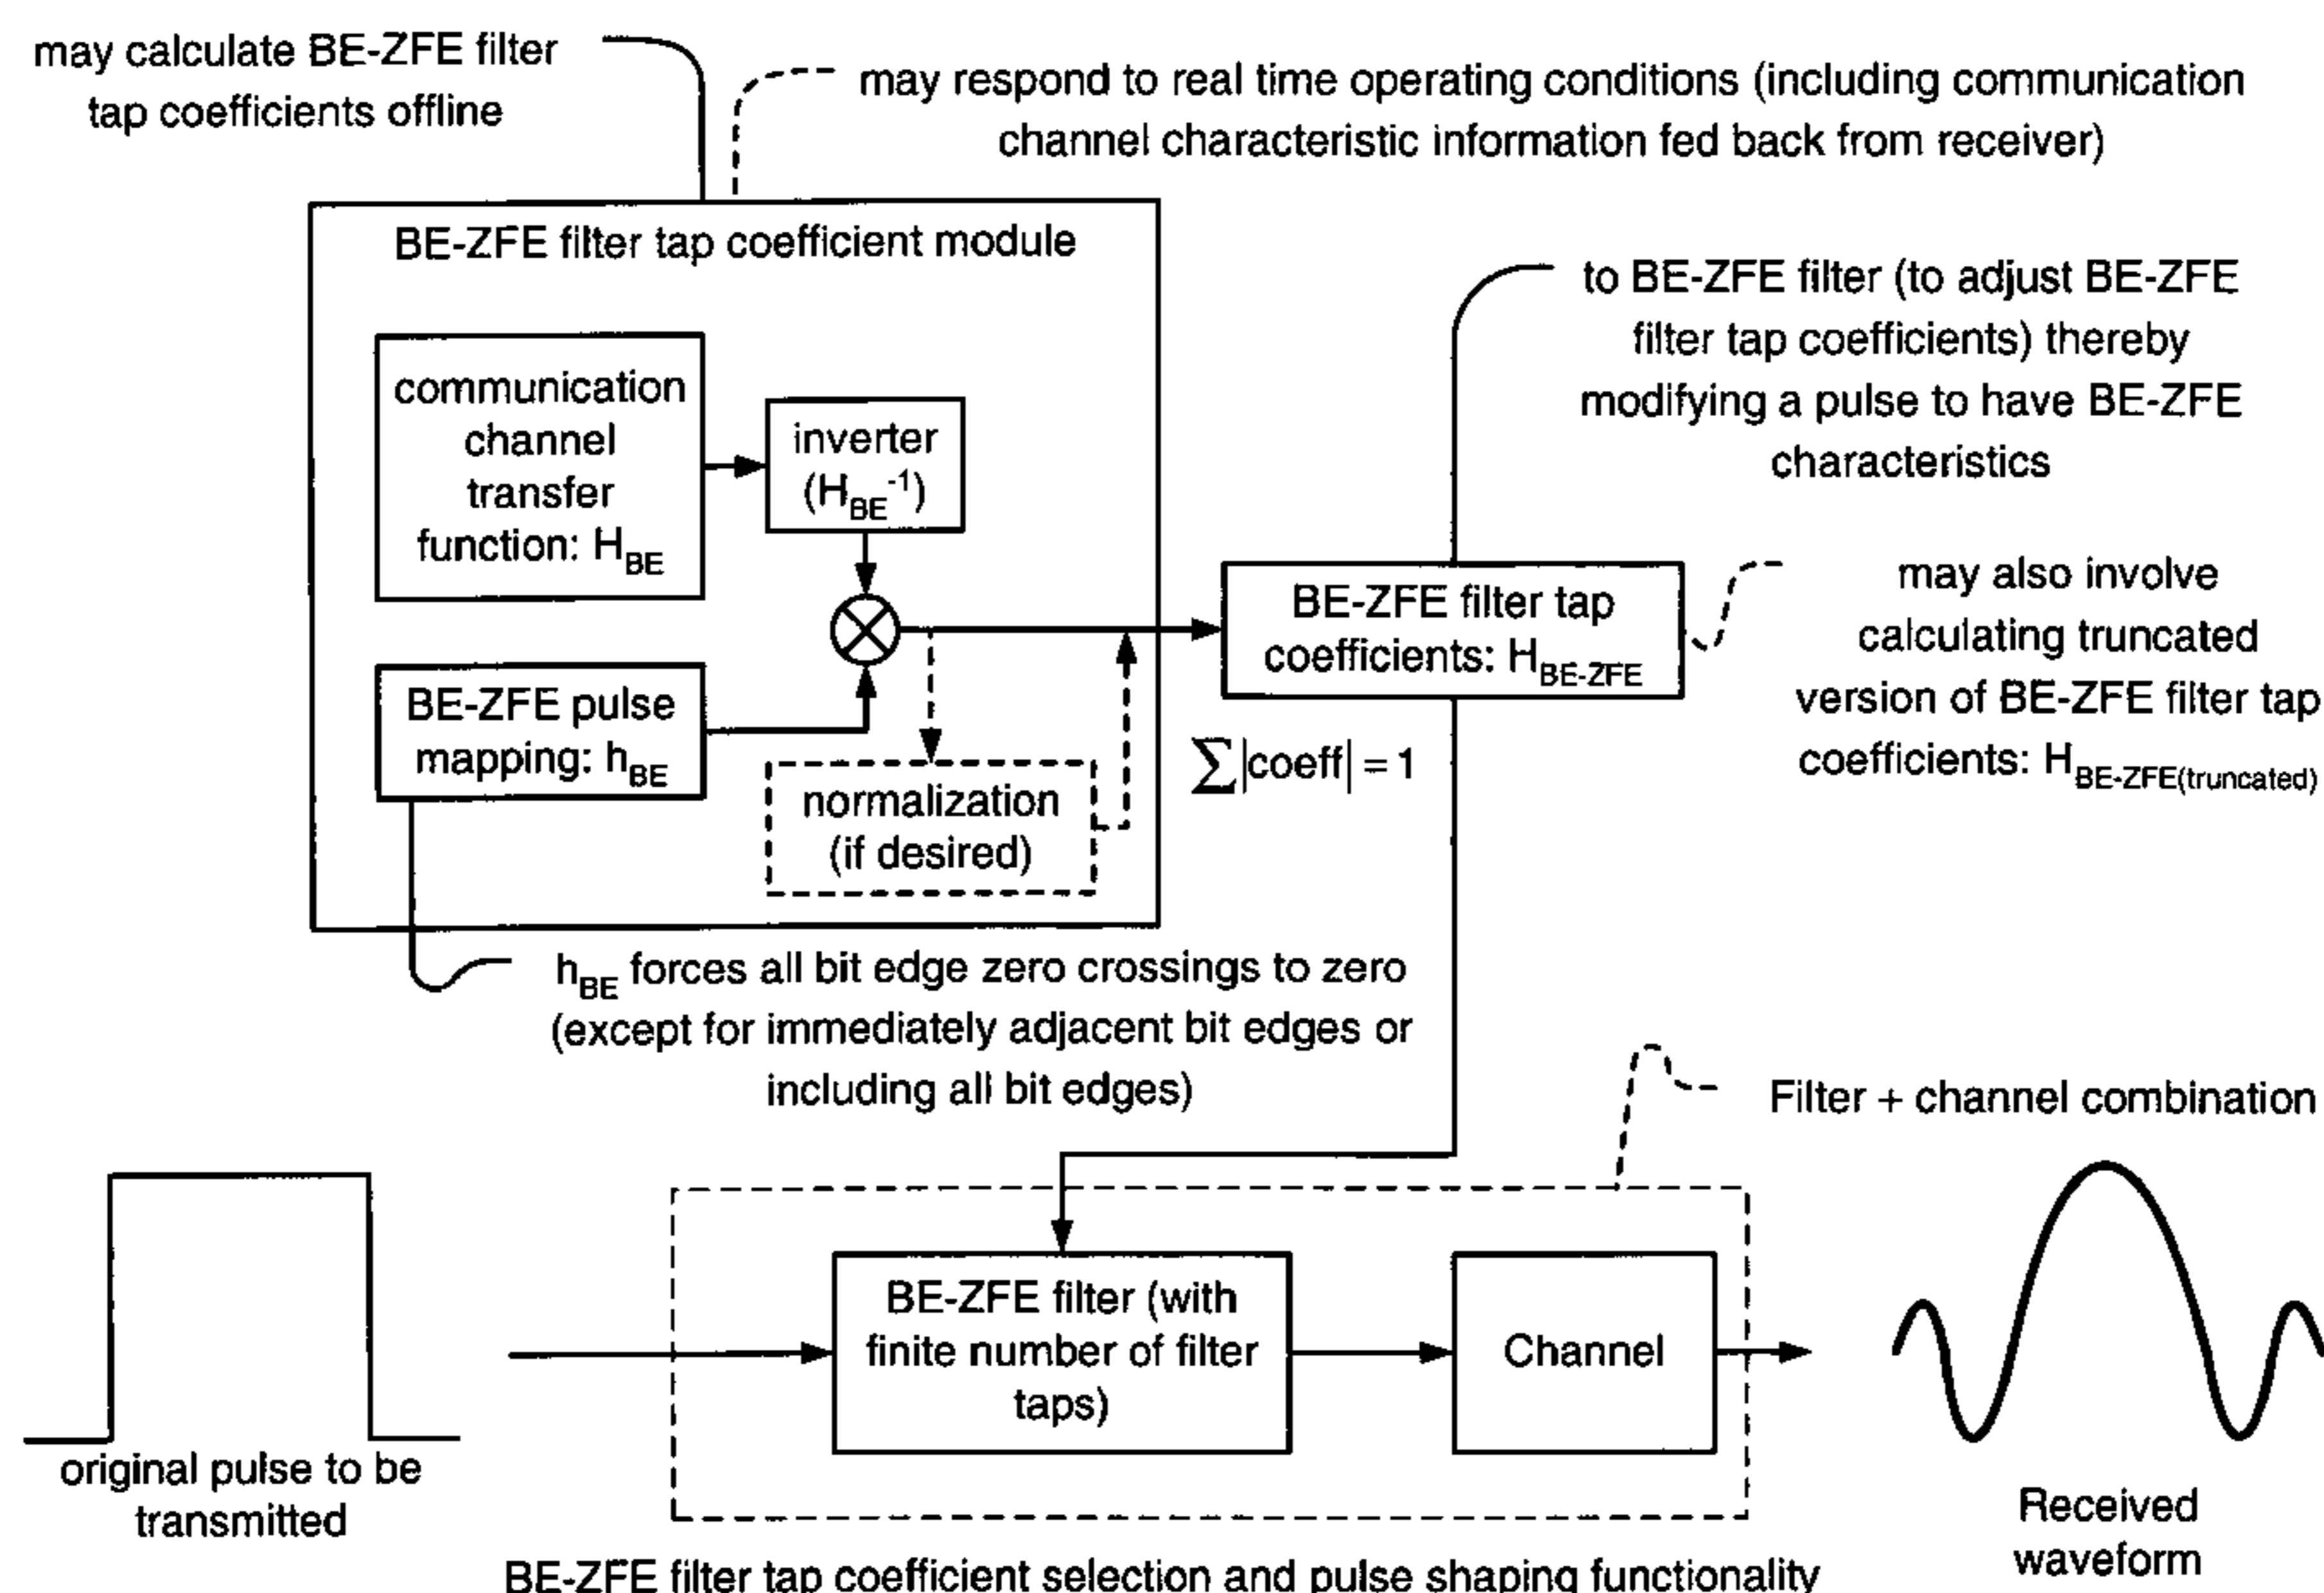 may calculate BE-ZFE filter
tap coefficients offline
may respond to real time operating conditions (including communication
channel characteristic information fed back from receiver)
BE-ZFE filter tap coefficient module
communication
channel
transfer
function: H_BE
inverter
(H_BE^-1)
BE-ZFE pulse
mapping: h_BE
normalization
(if desired)
to BE-ZFE filter (to adjust BE-ZFE
filter tap coefficients) thereby
modifying a pulse to have BE-ZFE
characteristics
BE-ZFE filter tap
coefficients: H_BE-ZFE
∑|coeff| = 1
may also involve
calculating truncated
version of BE-ZFE filter tap
coefficients: H_BE-ZFE(truncated)
h_BE forces all bit edge zero crossings to zero
(except for immediately adjacent bit edges or
including all bit edges)
Filter + channel combination
original pulse to be
transmitted
BE-ZFE filter (with
finite number of filter
taps)
Channel
Received
waveform
BE-ZFE filter tap coefficient selection and pulse shaping functionality